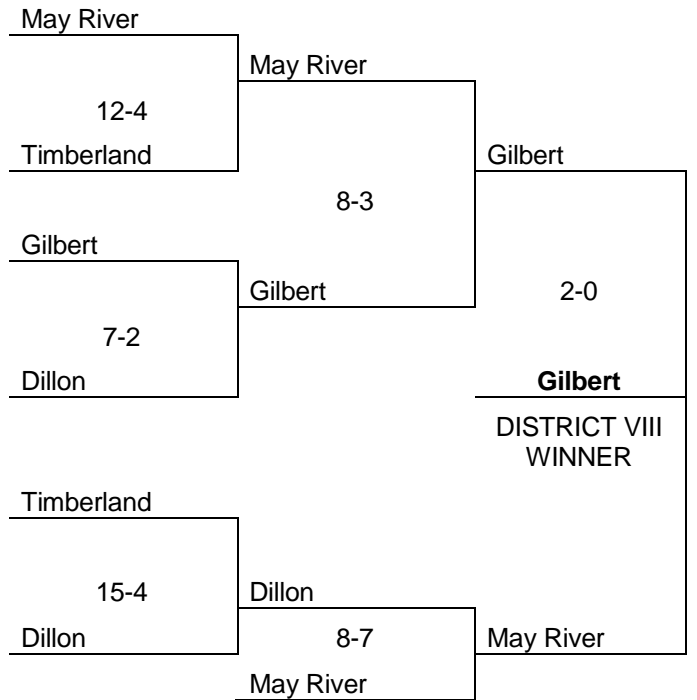 May River
May River
12-4
Timberland
Gilbert
8-3
Gilbert
Gilbert
2-0
7-2
Dillon
Gilbert
DISTRICT VIII
WINNER
Timberland
15-4
Dillon
Dillon
8-7
May River
May River